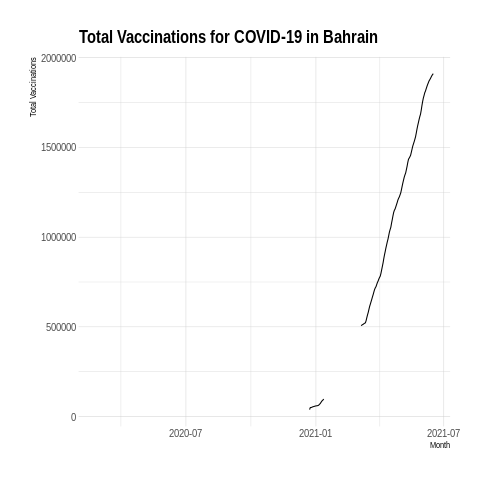 Total Vaccinations for COVID-19 in Bahrain
Total Vaccinations
2000000
1500000
1000000
500000
0
2020-07
2021-01
2021-07
Month